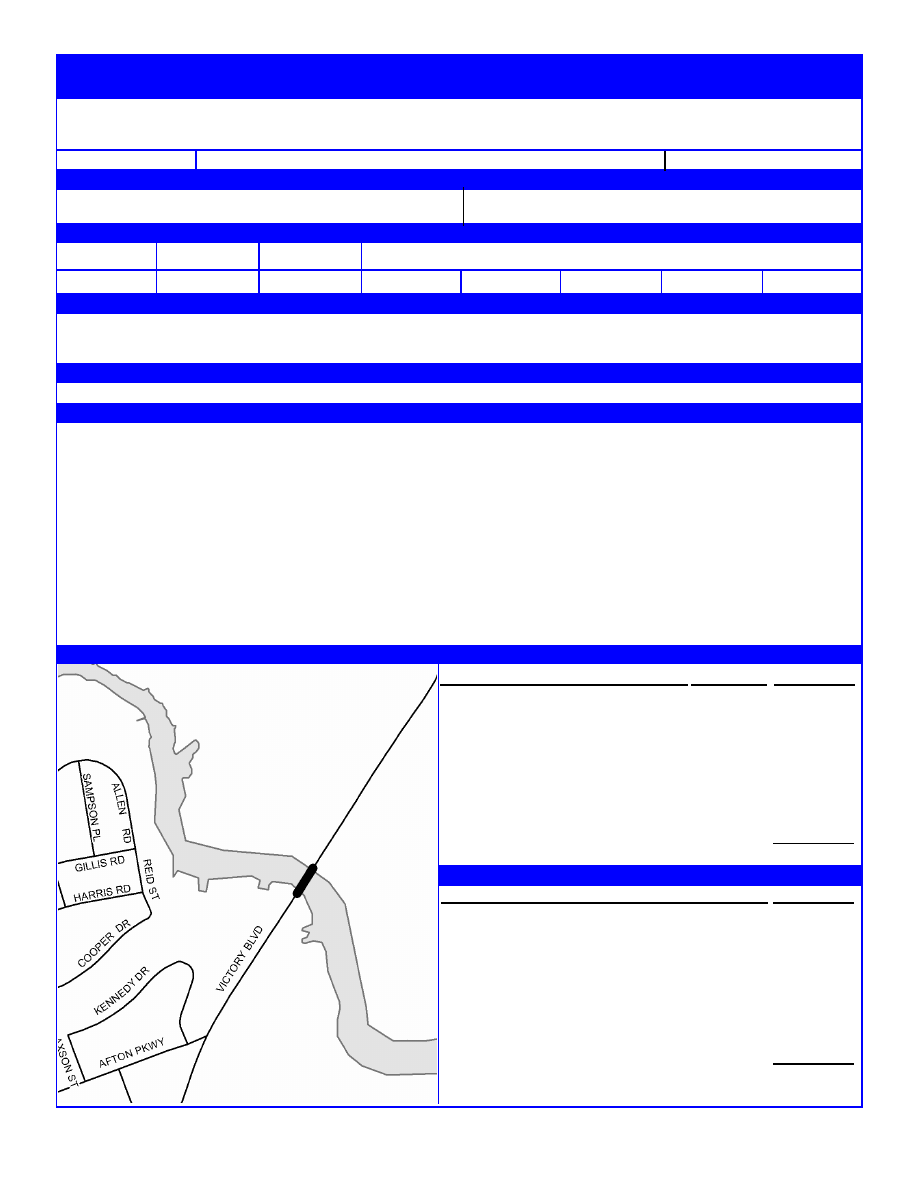 SAMPSON PL
ALLEN RD
GILLIS RD
REID ST
HARRIS RD
COOPER DR
VICTORY BLVD
KENNEDY DR
AFTON PKWY
AXSON ST